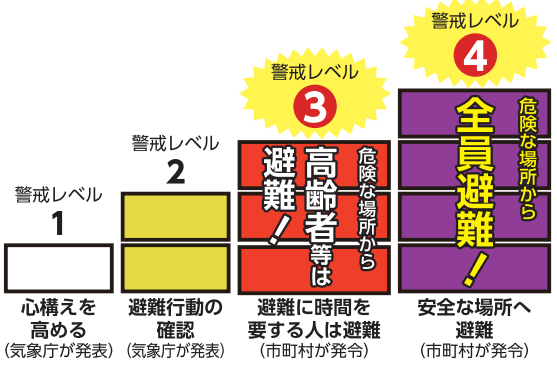 警戒レベル
1
心構えを
高める
(気象庁が発表)
警戒レベル
2
避難行動の
確認
(気象庁が発表)
警戒レベル
3
危険な場所から
高齢者等は
避難!
避難に時間を
要する人は避難
(市町村が発令)
警戒レベル
4
危険な場所から
全員避難!
安全な場所へ
避難
(市町村が発令)